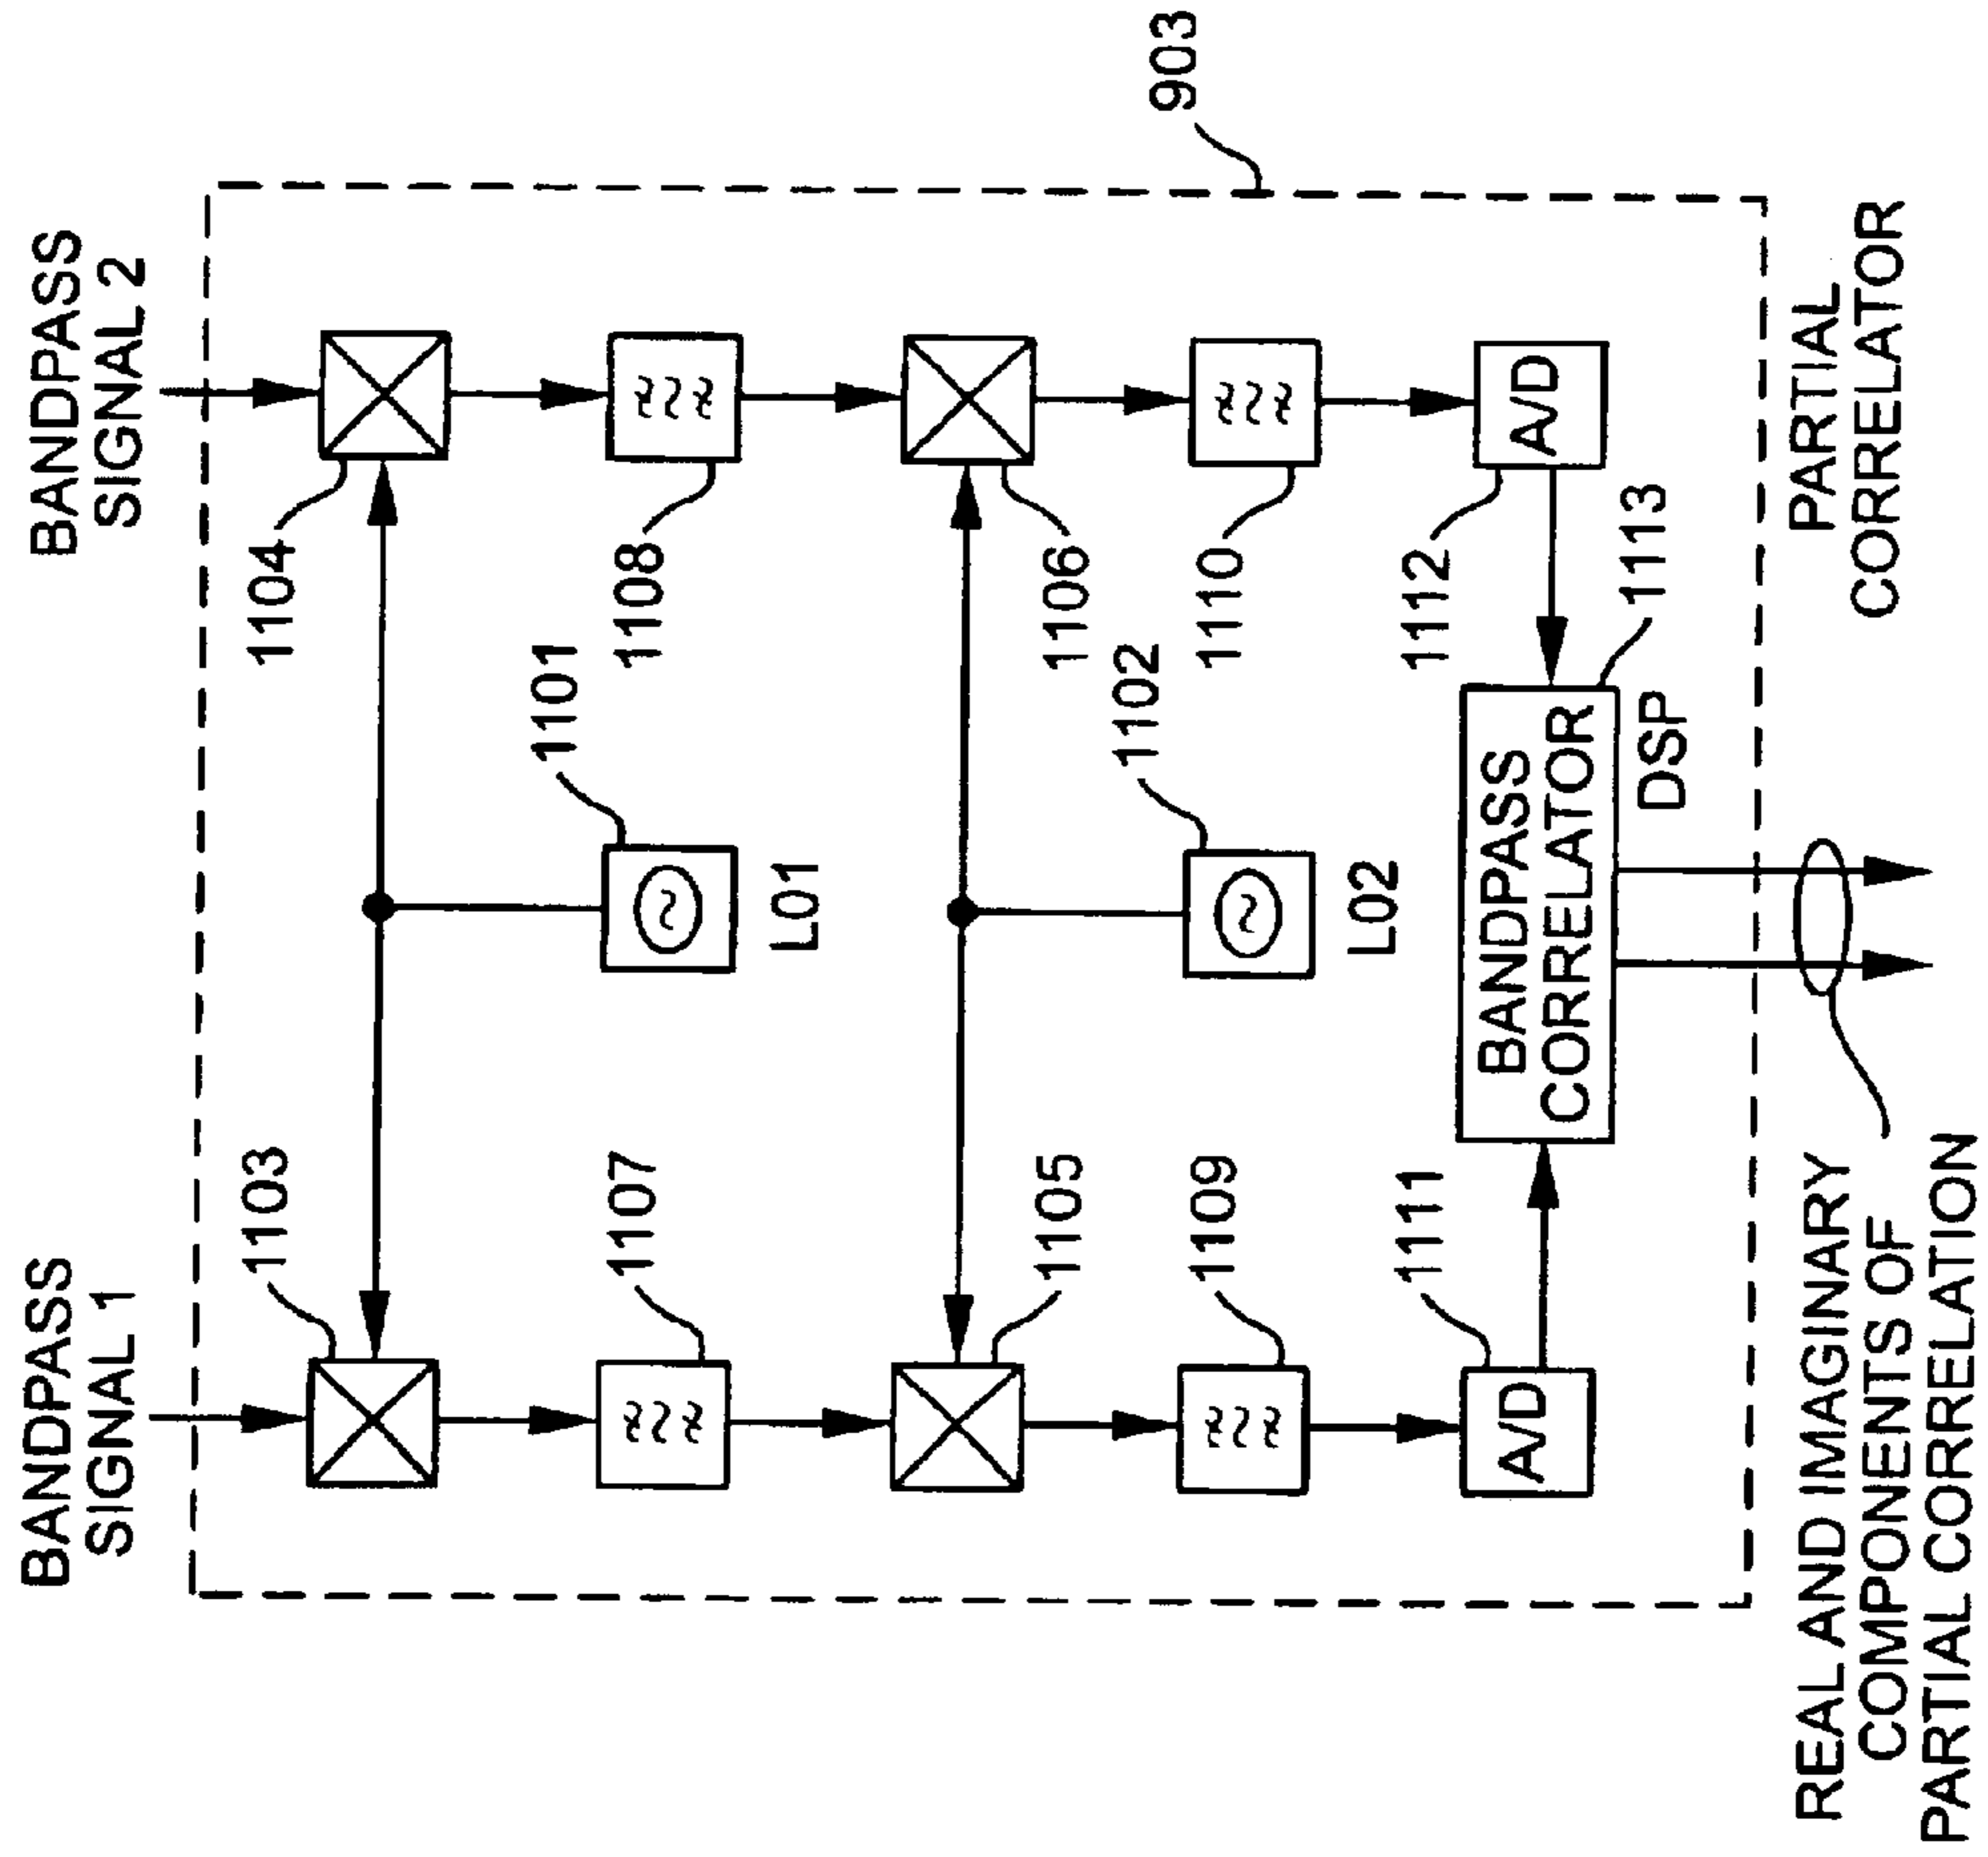 BANDPASS
SIGNAL 1
BANDPASS
SIGNAL 2
903
1103
1104
1101
L01
1107
1108
1105
1106
1102
L02
1109
1110
1111
A/D
1112
A/D
BANDPASS
CORRELATOR
1113
DSP
REAL AND IMAGINARY
COMPONENTS OF
PARTIAL CORRELATION
PARTIAL
CORRELATOR